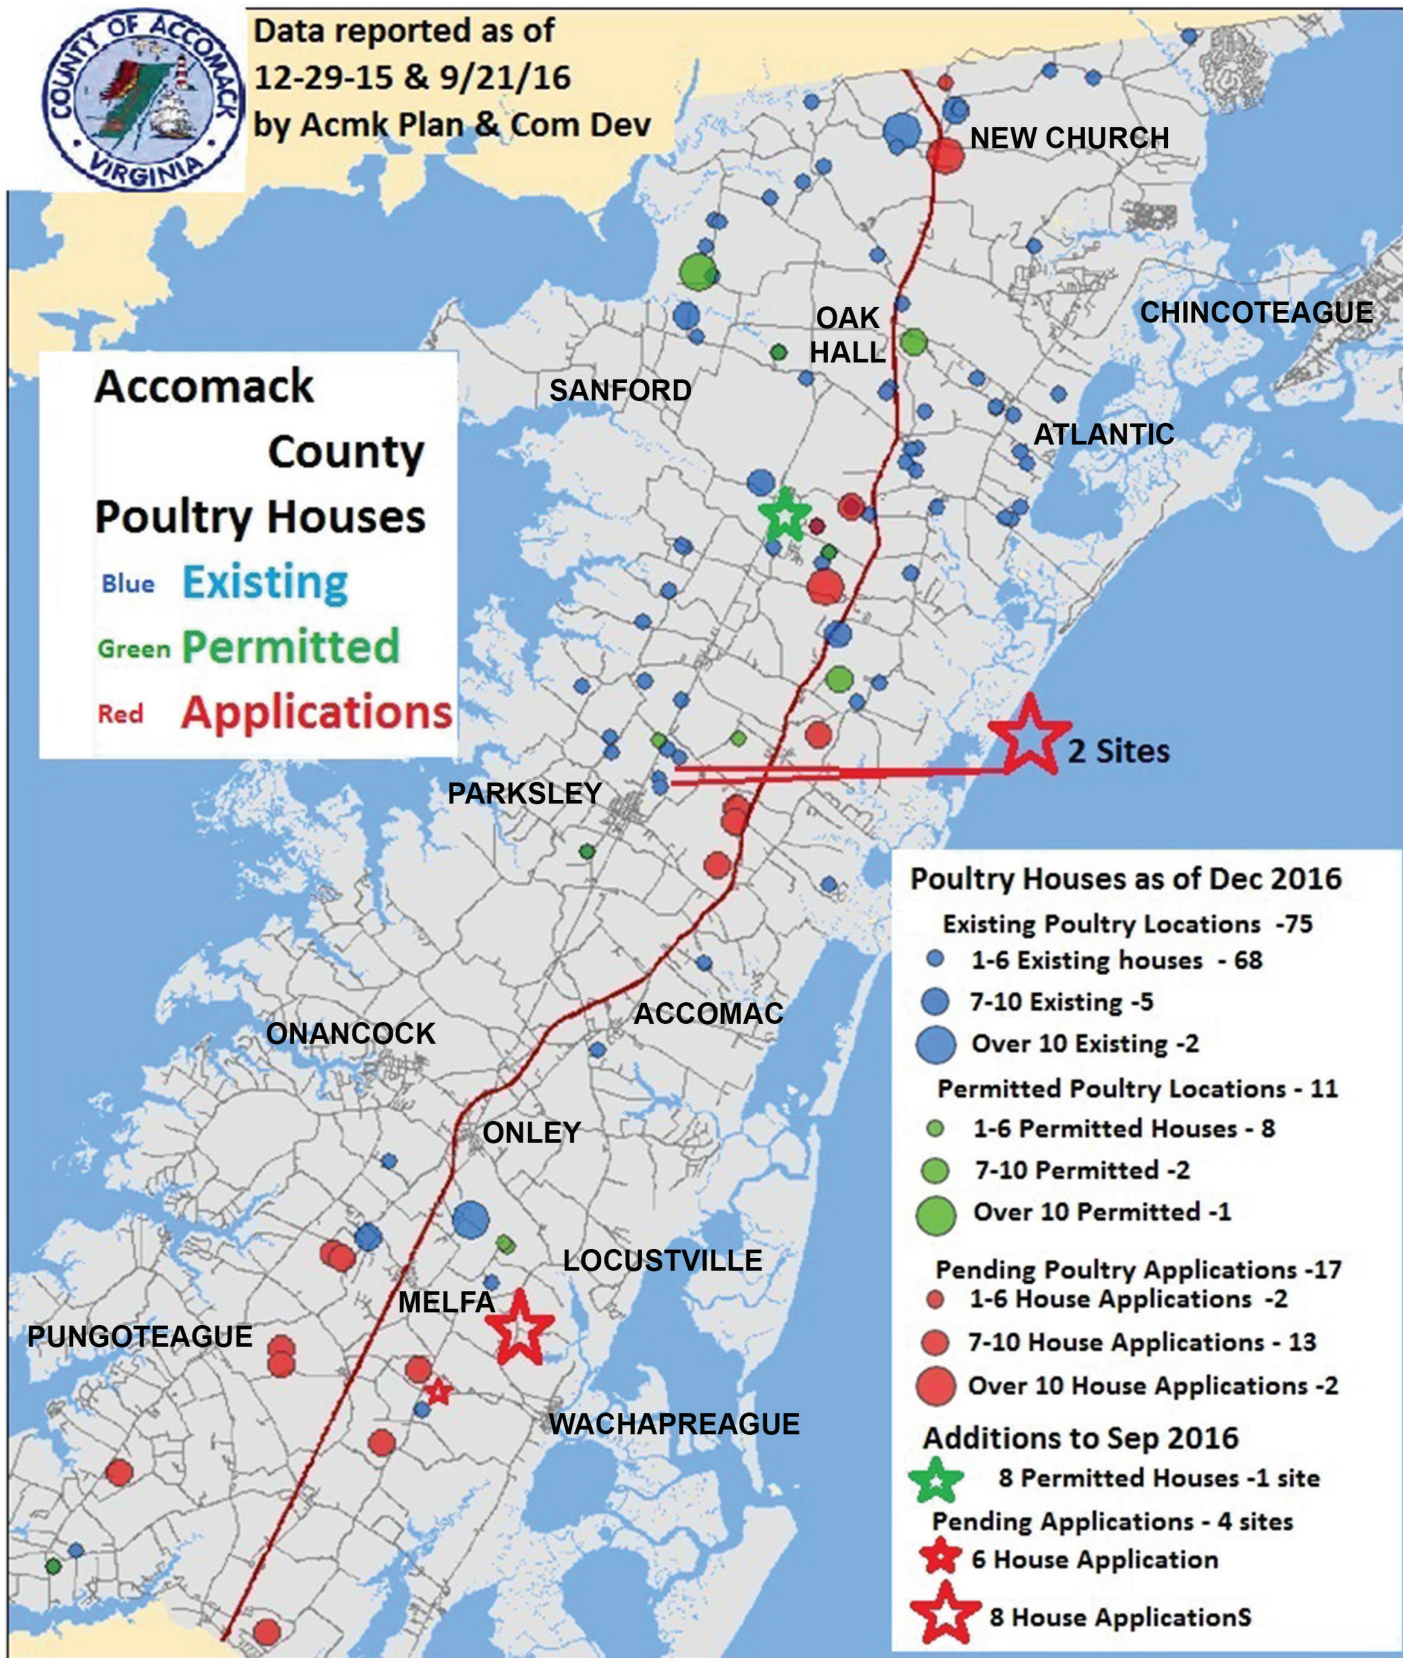 COUNTY OF ACCOMACK
VIRGINIA
Data reported as of
12-29-15 & 9/21/16
by Acmk Plan & Com Dev
NEW CHURCH
CHINCOTEAGUE
OAK
HALL
SANFORD
ATLANTIC
Accomack
County
Poultry Houses
Blue Existing
Green Permitted
Red Applications
2 Sites
PARKSLEY
ACCOMAC
ONANCOCK
ONLEY
LOCUSTVILLE
MELFA
PUNGOTEAGUE
WACHAPREAGUE
Poultry Houses as of Dec 2016
Existing Poultry Locations -75
1-6 Existing houses - 68
7-10 Existing -5
Over 10 Existing -2
Permitted Poultry Locations - 11
1-6 Permitted Houses - 8
7-10 Permitted -2
Over 10 Permitted -1
Pending Poultry Applications -17
1-6 House Applications -2
7-10 House Applications - 13
Over 10 House Applications -2
Additions to Sep 2016
8 Permitted Houses -1 site
Pending Applications - 4 sites
6 House Application
8 House ApplicationS